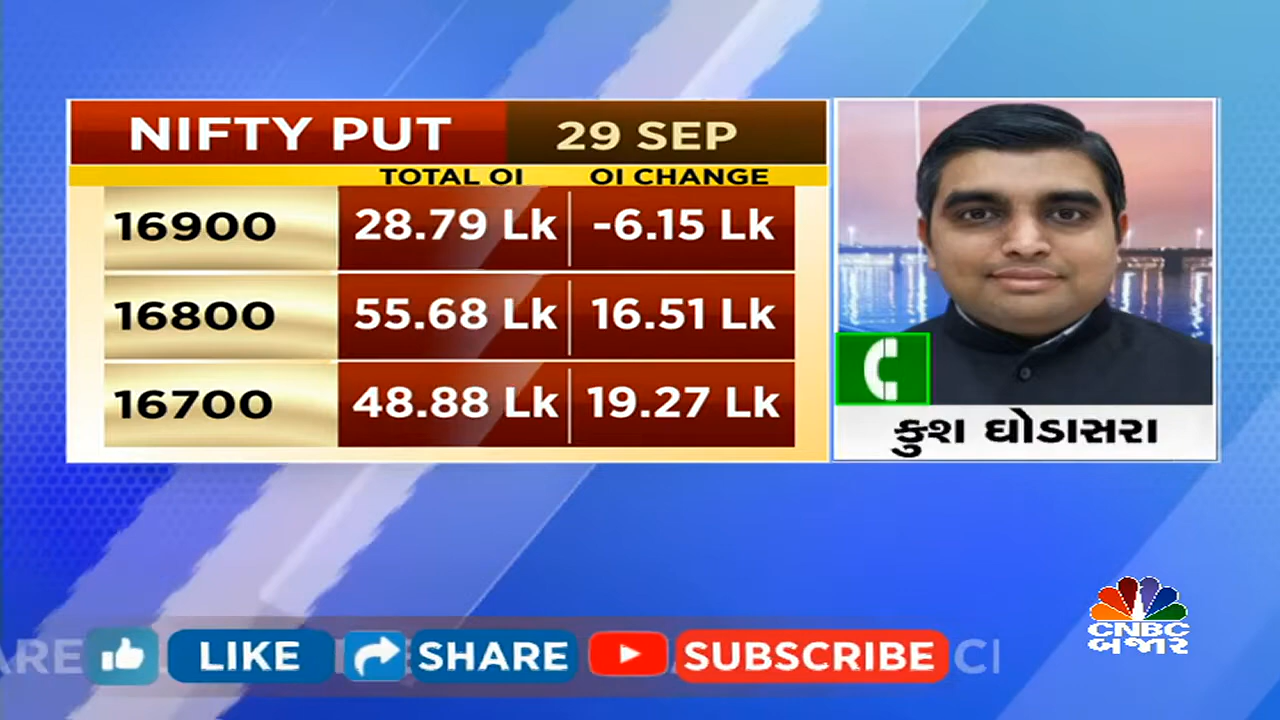 NIFTY PUT 29 SEP
TOTAL OI OI CHANGE
16900 28.79 Lk -6.15 Lk
16800 55.68 Lk 16.51 Lk
16700 48.88 Lk 19.27 Lk
કુશ ઘોડાસરા
CNBC
બજાર
LIKE SHARE SUBSCRIBE